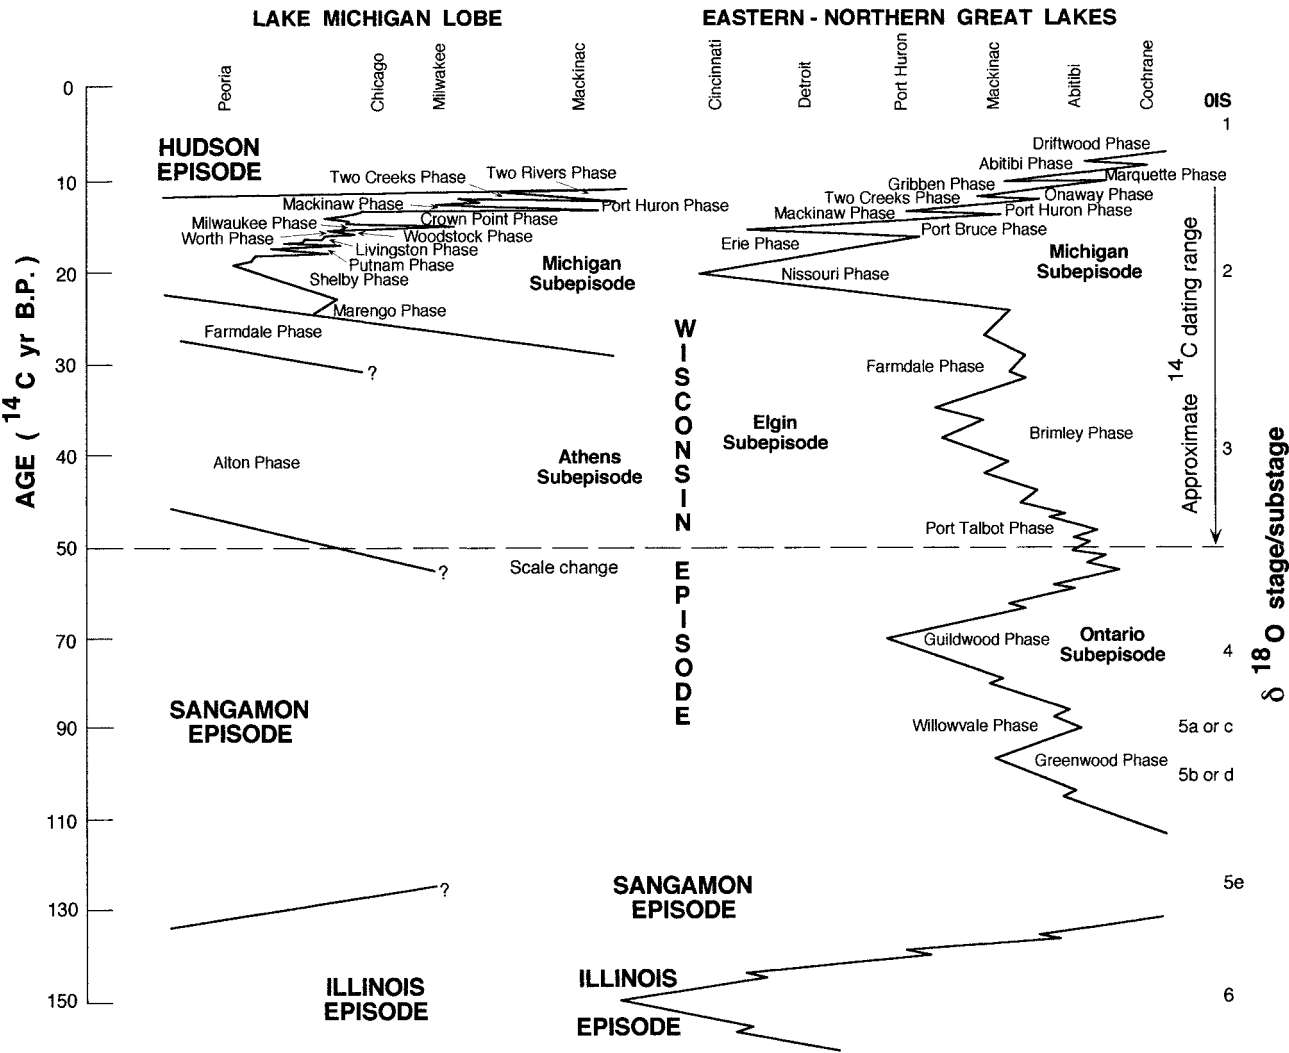 LAKE MICHIGAN LOBE
EASTERN - NORTHERN GREAT LAKES
Peoria
Chicago
Milwakee
Mackinac
Cincinnati
Detroit
Port Huron
Mackinac
Abitibi
Cochrane
OIS
AGE ( 14C yr B.P. )
0
10
20
30
40
50
70
90
110
130
150
HUDSON
EPISODE
Two Creeks Phase
Two Rivers Phase
Mackinaw Phase
Port Huron Phase
Milwaukee Phase
Crown Point Phase
Worth Phase
Woodstock Phase
Livingston Phase
Putnam Phase
Shelby Phase
Marengo Phase
Michigan
Subepisode
Farmdale Phase
?
Alton Phase
Athens
Subepisode
?
Scale change
SANGAMON
EPISODE
?
ILLINOIS
EPISODE
WISCONSIN EPISODE
Driftwood Phase
Abitibi Phase
Marquette Phase
Gribben Phase
Onaway Phase
Two Creeks Phase
Mackinaw Phase
Port Huron Phase
Port Bruce Phase
Erie Phase
Nissouri Phase
Michigan
Subepisode
Farmdale Phase
Elgin
Subepisode
Brimley Phase
Port Talbot Phase
Guildwood Phase
Ontario
Subepisode
Willowvale Phase
Greenwood Phase
SANGAMON
EPISODE
ILLINOIS
EPISODE
1
2
3
4
5a or c
5b or d
5e
6
Approximate 14C dating range
δ 18O stage/substage